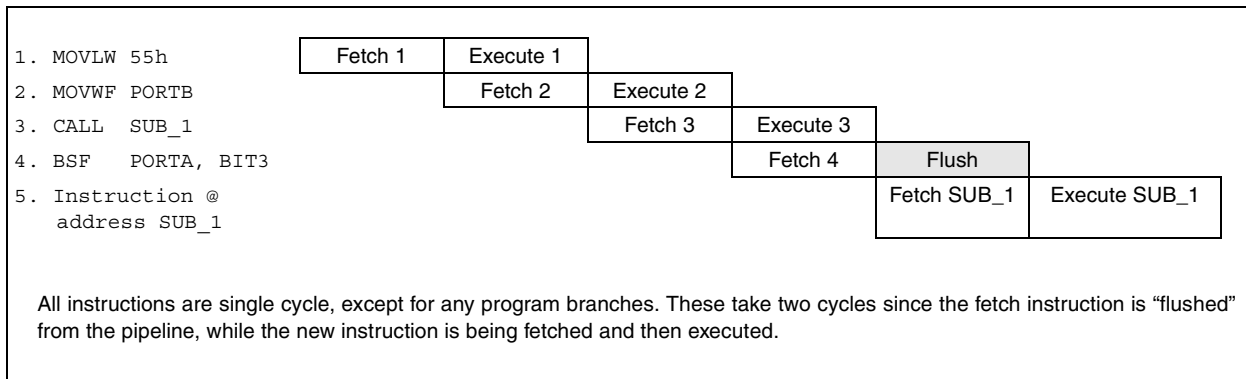 1. MOVLW 55h Fetch 1 Execute 1
2. MOVWF PORTB Fetch 2 Execute 2
3. CALL SUB_1 Fetch 3 Execute 3
4. BSF PORTA, BIT3 Fetch 4 Flush
5. Instruction @ Fetch SUB_1 Execute SUB_1
address SUB_1
All instructions are single cycle, except for any program branches. These take two cycles since the fetch instruction is “flushed”
from the pipeline, while the new instruction is being fetched and then executed.